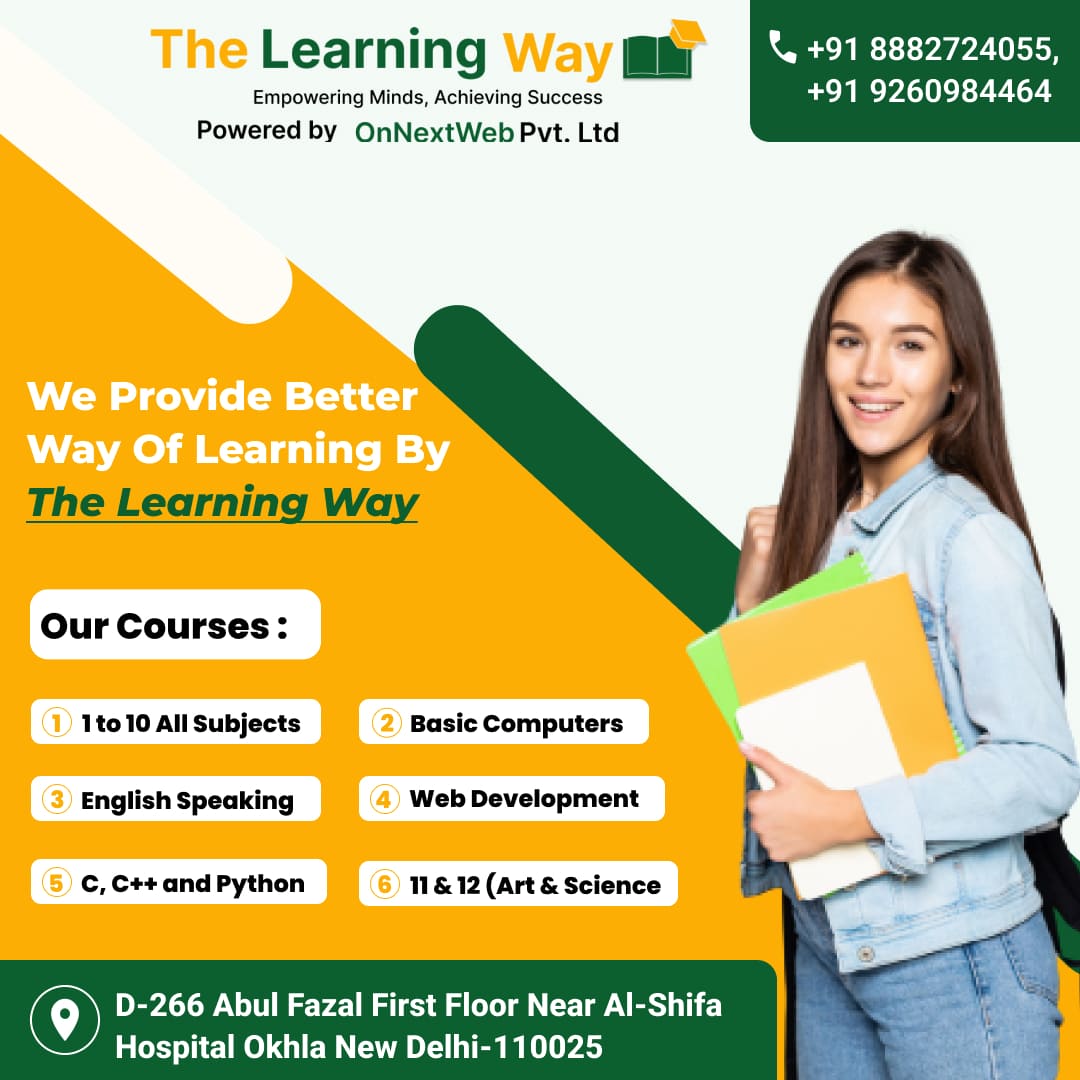 The Learning Way
Empowering Minds, Achieving Success
Powered by OnNextWeb Pvt. Ltd
+91 8882724055,
+91 9260984464
We Provide Better
Way Of Learning By
The Learning Way
Our Courses :
1 1 to 10 All Subjects
2 Basic Computers
3 English Speaking
4 Web Development
5 C, C++ and Python
6 11 & 12 (Art & Science
D-266 Abul Fazal First Floor Near Al-Shifa
Hospital Okhla New Delhi-110025